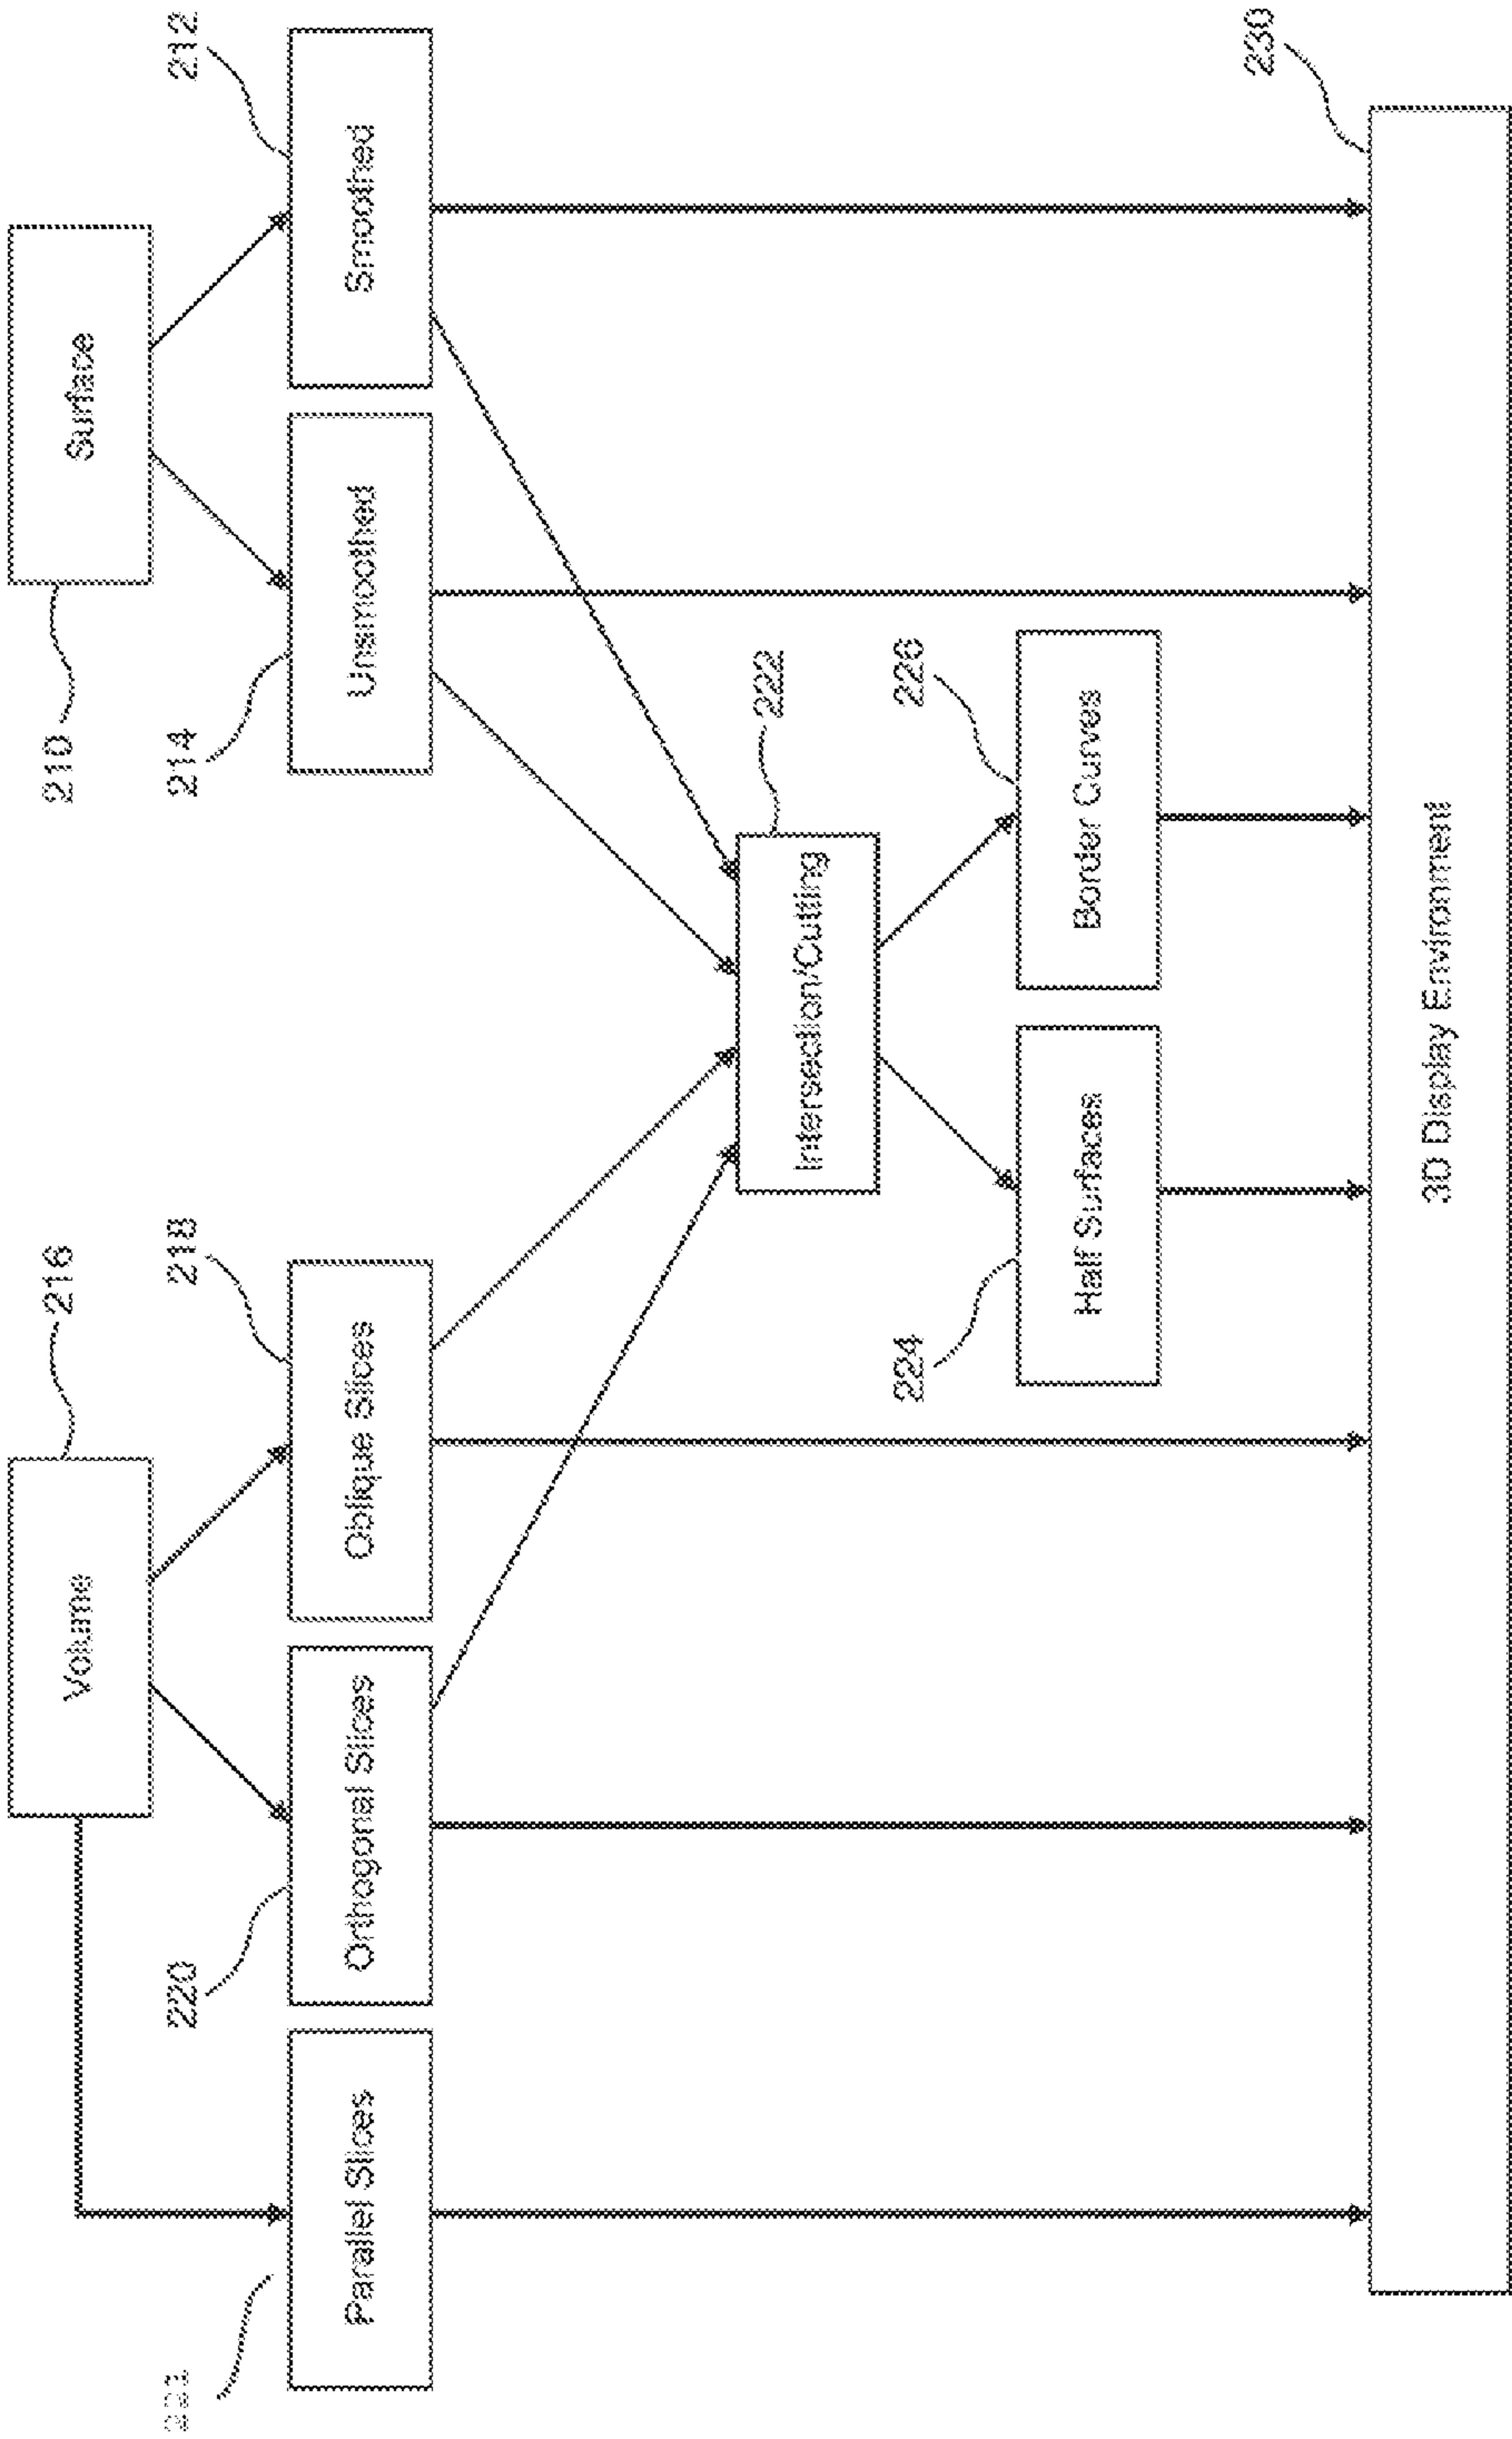 216
Volume
210
Surface
221
Parallel Slices
220
Orthogonal Slices
218
Oblique Slices
214
Unsmoothed
212
Smoothed
222
Intersection/Cutting
224
Half Surfaces
226
Border Curves
230
3D Display Environment